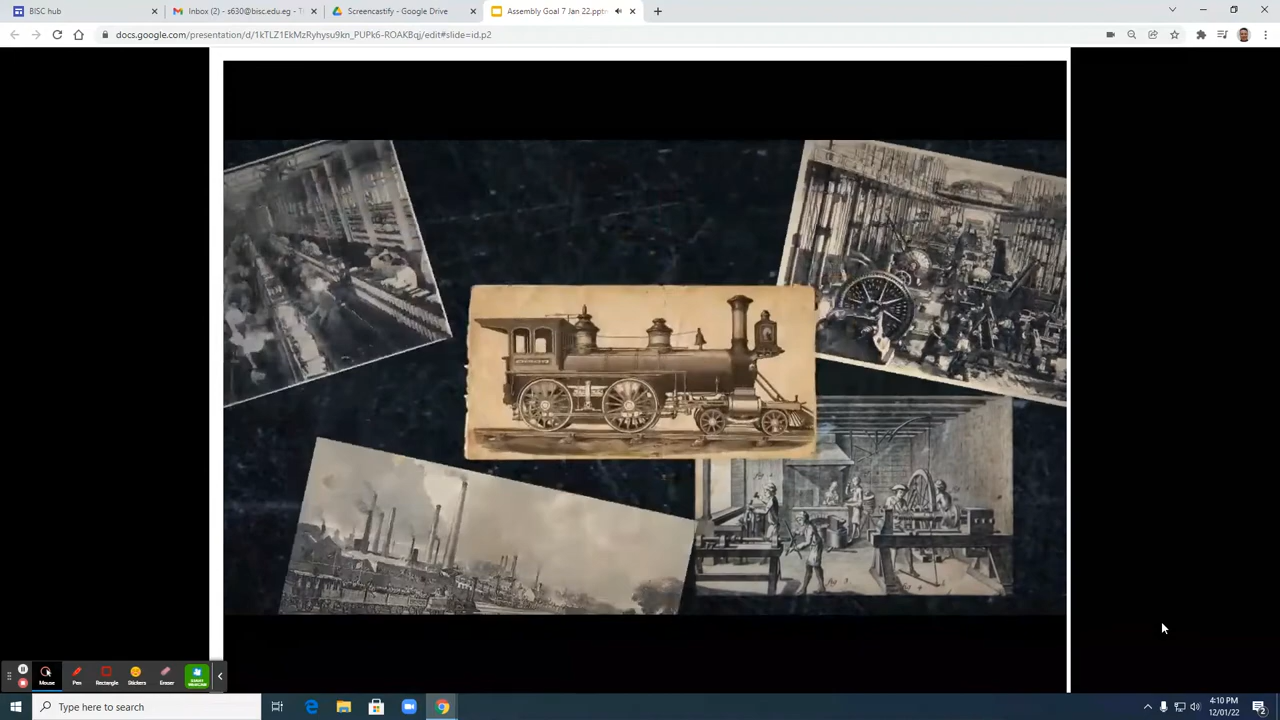 BISC hub
Inbox (2) - s630@bisc.edu.eg - T
Screencastify - Google Drive
Assembly Goal 7 Jan 22.pptx
docs.google.com/presentation/d/1kTLZ1EkMzRyhysu9kn_PUPk6-ROAKBqj/edit#slide=id.p2
Mouse
Pen
Rectangle
Stickers
Eraser
Type here to search
4:10 PM
12/01/22
2